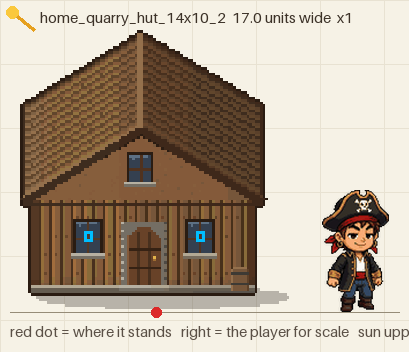 home_quarry_hut_14x10_2 17.0 units wide x1
red dot = where it stands right = the player for scale sun upp